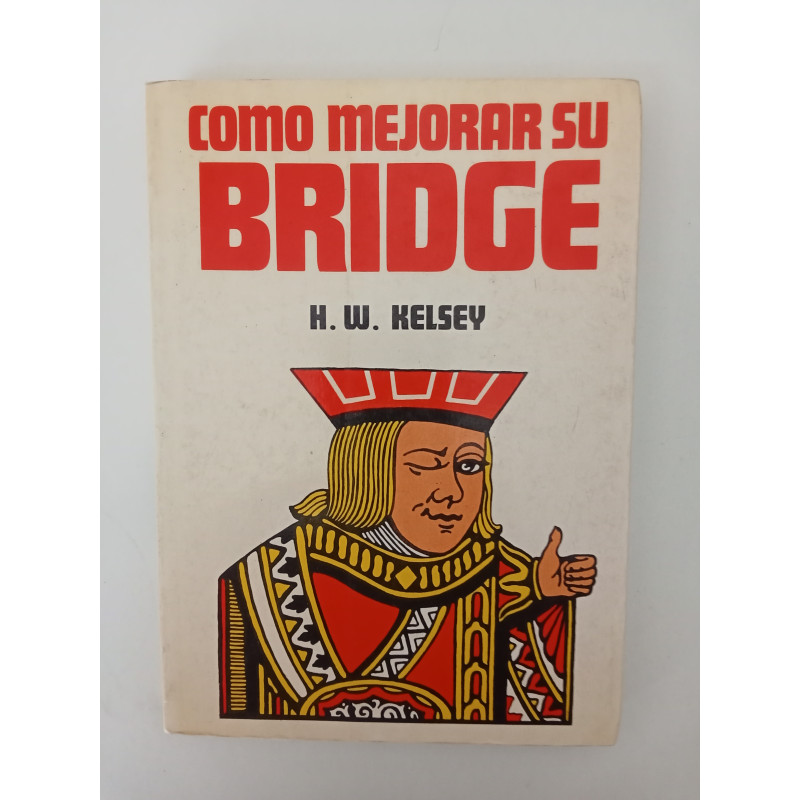 COMO MEJORAR SU
BRIDGE
H. W. KELSEY